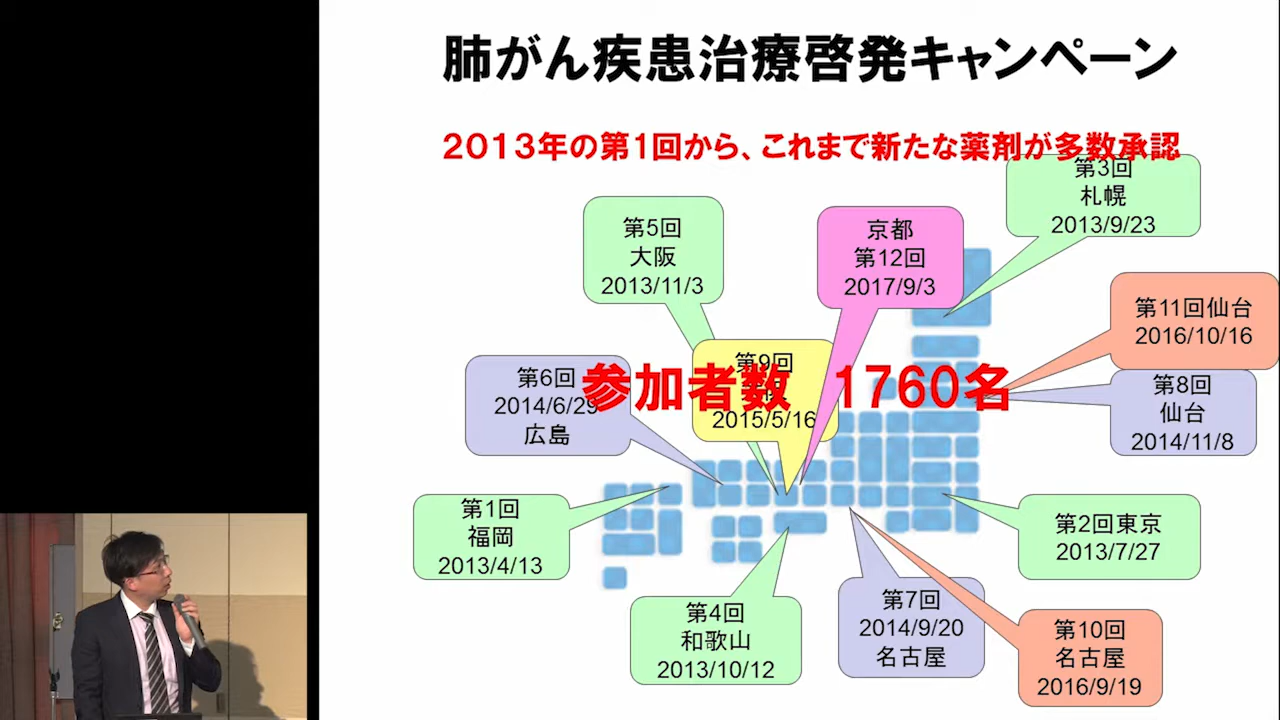 肺がん疾患治療啓発キャンペーン
2013年の第1回から、これまで新たな薬剤が多数承認
第3回
札幌
2013/9/23
第5回
大阪
2013/11/3
京都
第12回
2017/9/3
第11回仙台
2016/10/16
第9回
2015/5/16
参加者数 1760名
第6回
2014/6/29
広島
第8回
仙台
2014/11/8
第1回
福岡
2013/4/13
第2回東京
2013/7/27
第4回
和歌山
2013/10/12
第7回
2014/9/20
名古屋
第10回
名古屋
2016/9/19